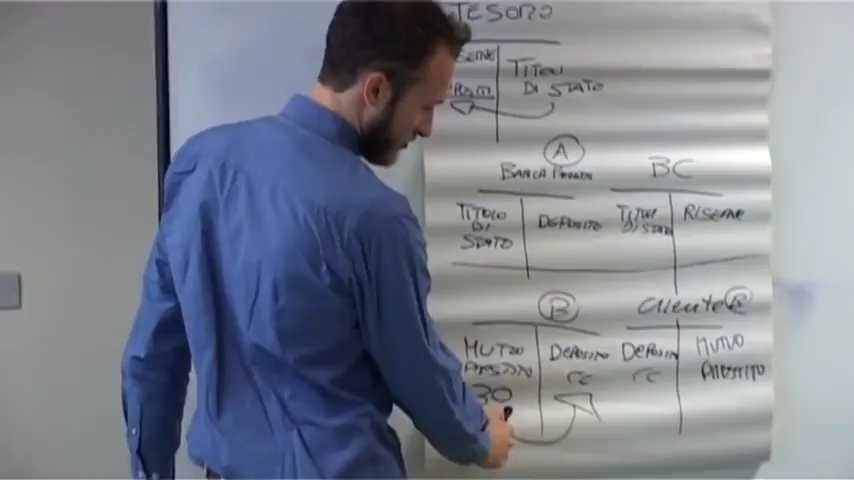 TESORO
TITOLI
DI STATO
A
BANCA
BC
TITOLO
DI
STATO
DEPOSITO
TITOLI
DI STATO
RISERVE
B
CLIENTE B
MUTUO
PRESTITO
30
DEPOSITO
CC
DEPOSITO
CC
MUTUO
PRESTITO